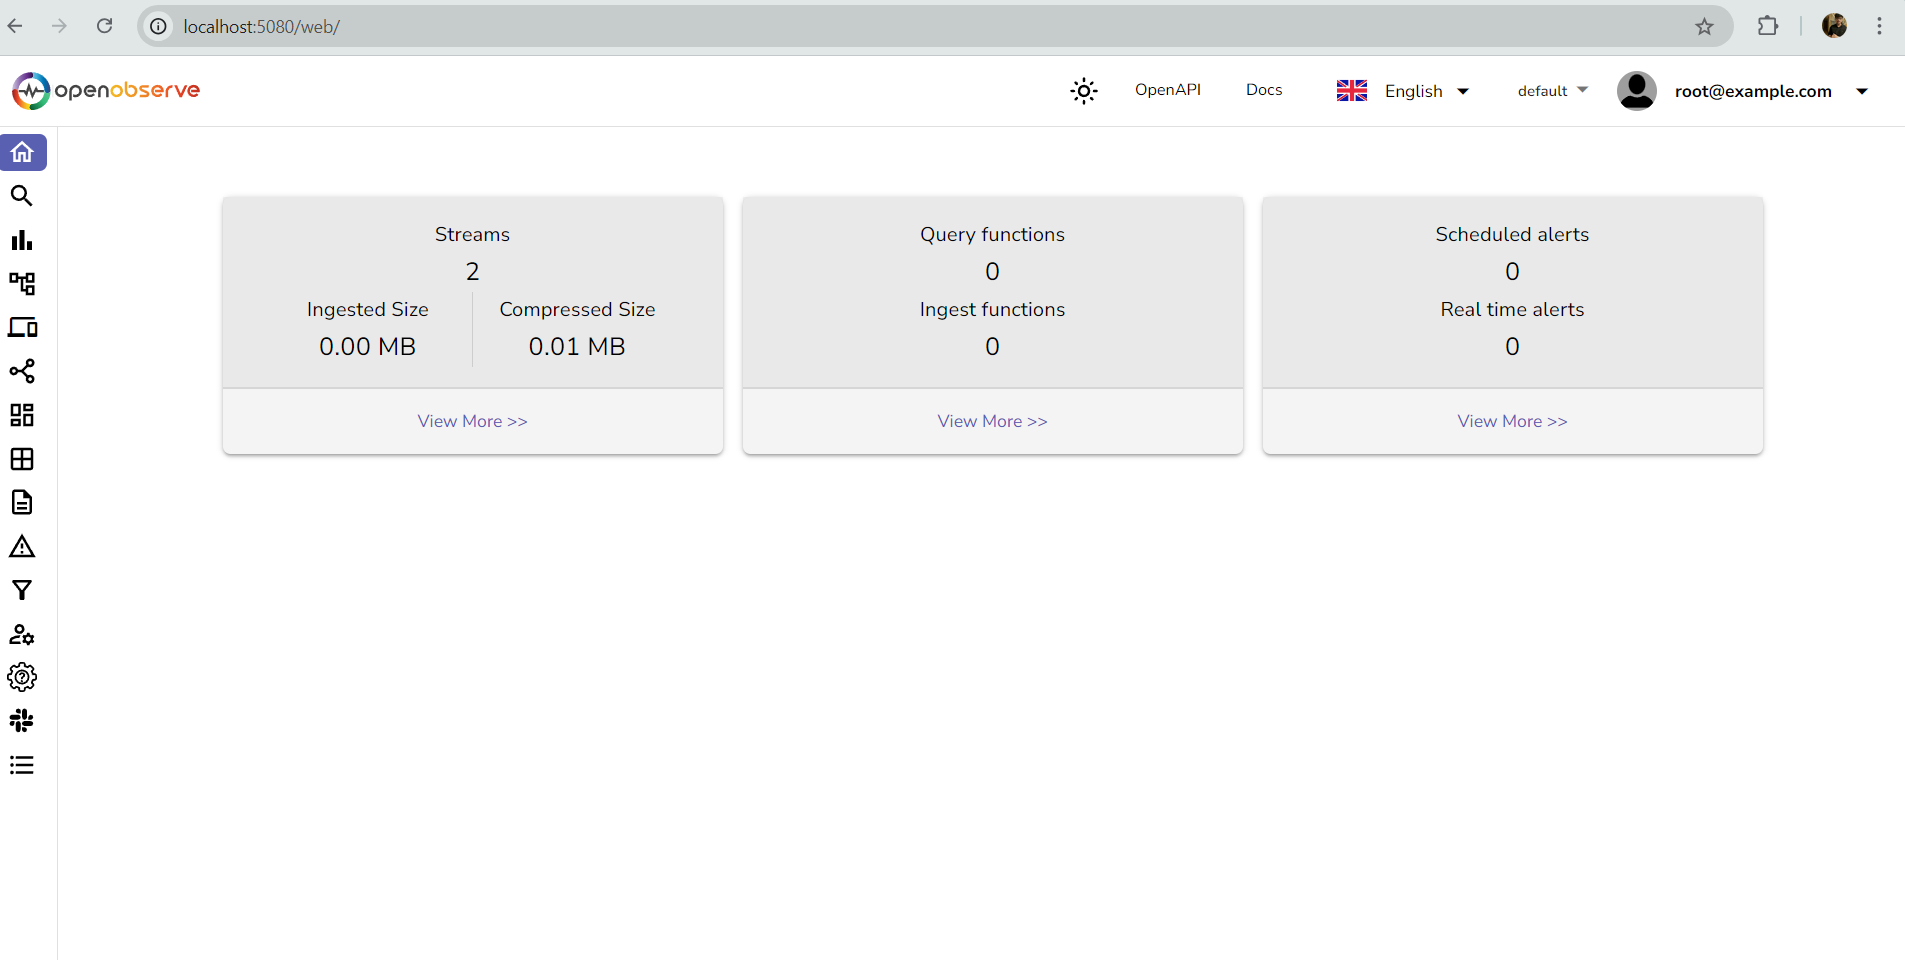 localhost:5080/web/
openobserve
OpenAPI
Docs
English
default
root@example.com
Streams
2
Ingested Size
0.00 MB
Compressed Size
0.01 MB
View More >>
Query functions
0
Ingest functions
0
View More >>
Scheduled alerts
0
Real time alerts
0
View More >>